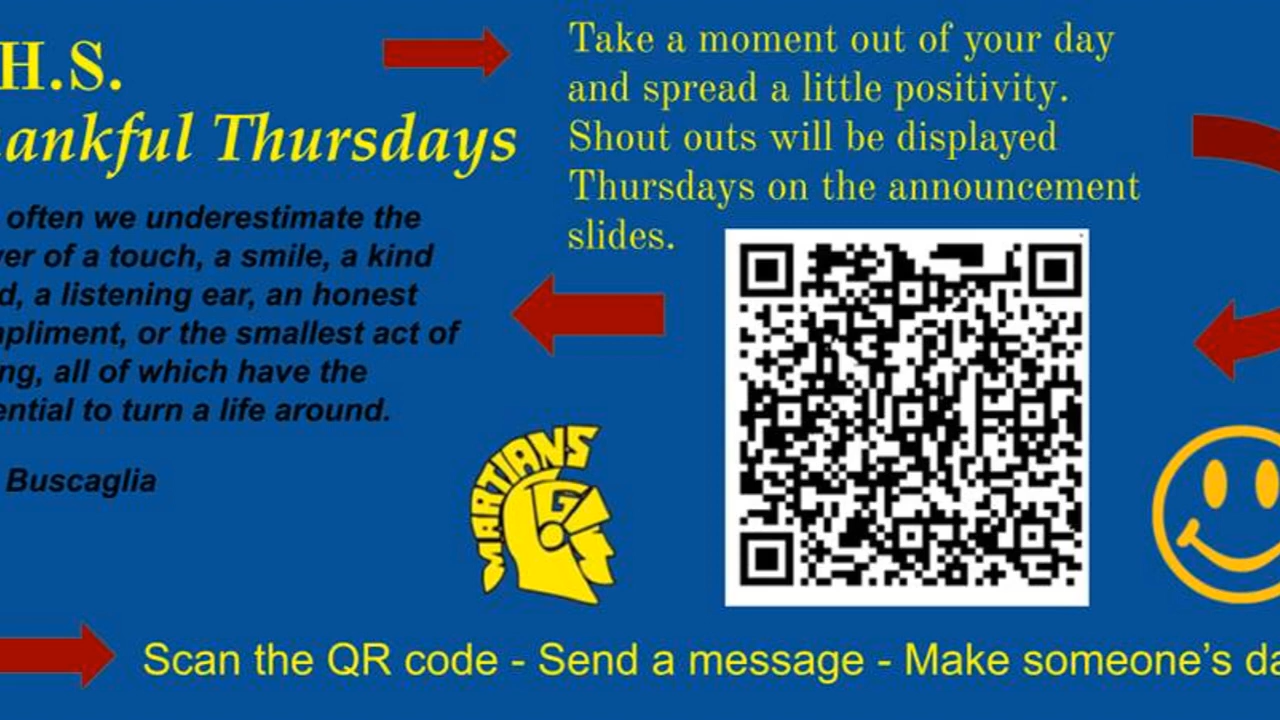 H.S.
ankful Thursdays
often we underestimate the
er of a touch, a smile, a kind
d, a listening ear, an honest
pliment, or the smallest act of
ng, all of which have the
ential to turn a life around.
Buscaglia
Take a moment out of your day
and spread a little positivity.
Shout outs will be displayed
Thursdays on the announcement
slides.
MARTIANS
G
Scan the QR code - Send a message - Make someone's da